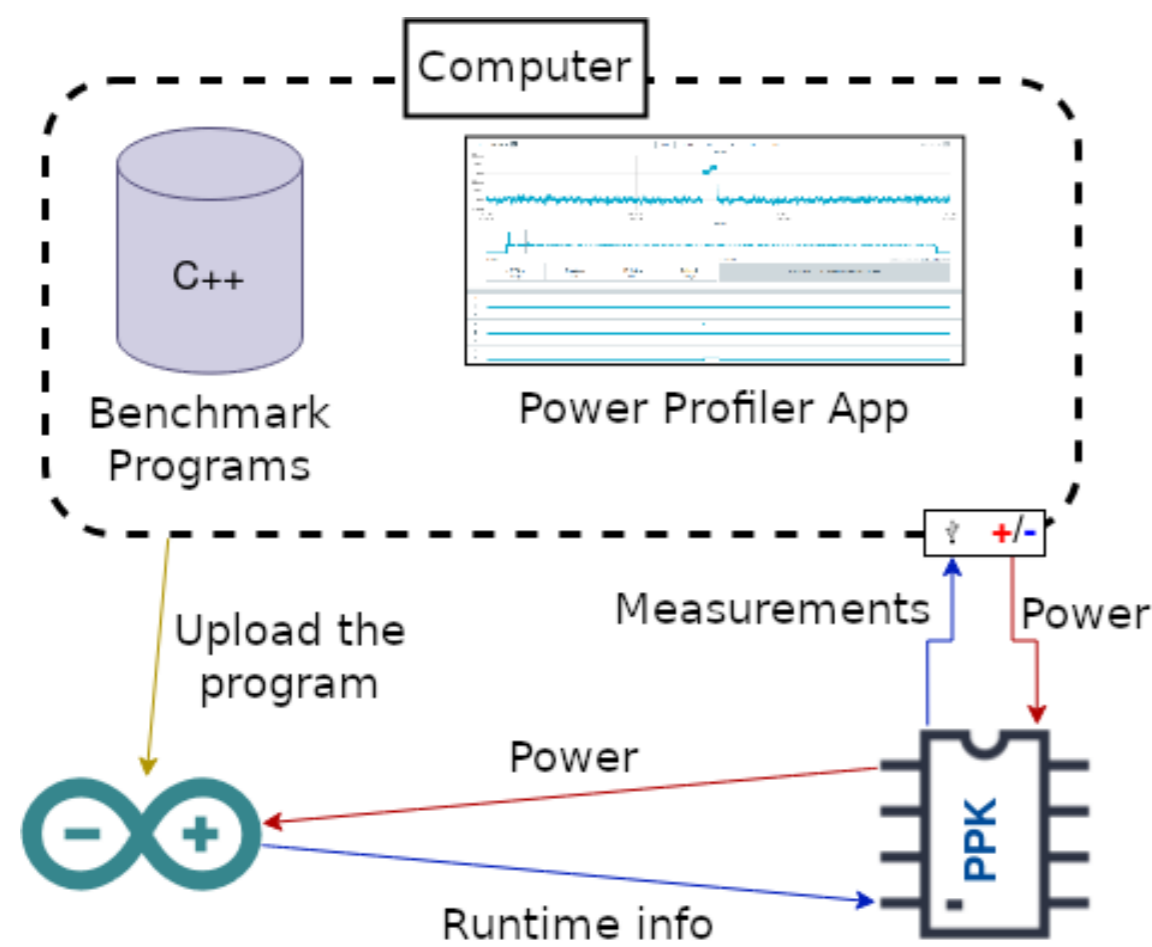 Computer
C++
Benchmark
Programs
Power Profiler App
+/-
Measurements
Power
Upload the
program
Power
- +
PPK
Runtime info